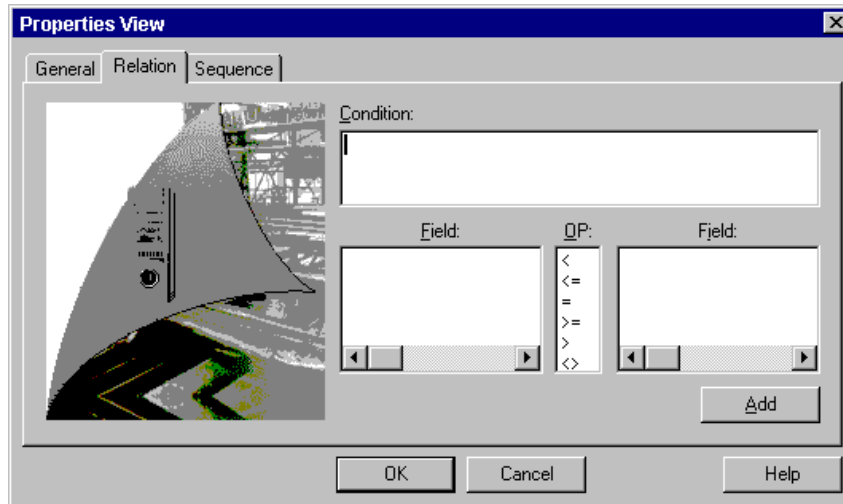 Properties View
General Relation Sequence
Condition:
Field: OP: Field:
<
<=
=
>=
>
<>
Add
OK Cancel Help